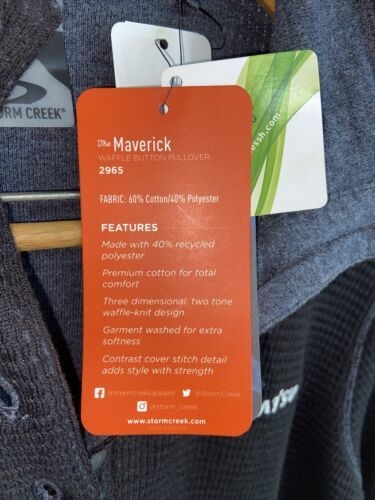 STORM CREEK®
essh.com
The Maverick
WAFFLE BUTTON PULLOVER
2965
FABRIC: 60% Cotton/40% Polyester
FEATURES
Made with 40% recycled
polyester
Premium cotton for total
comfort
Three dimensional, two tone
waffle-knit design
Garment washed for extra
softness
Contrast cover stitch detail
adds style with strength
@stormcreekapparel @StormCreek
@storm_creek
www.stormcreek.com